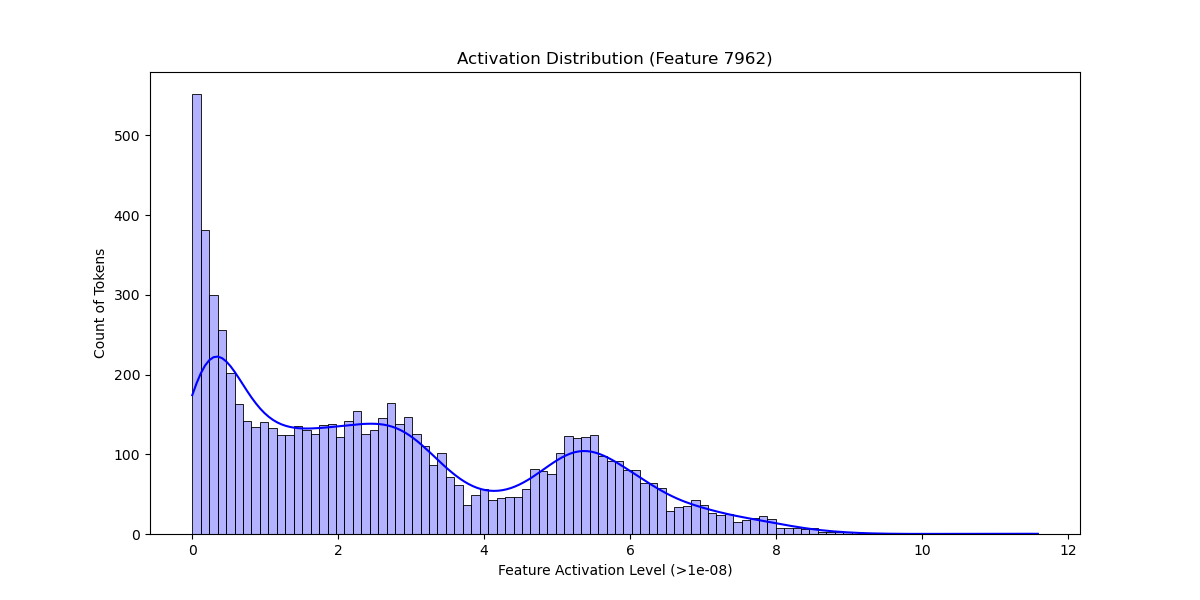 Activation Distribution (Feature 7962)
Count of Tokens
500
400
300
200
100
0
0 2 4 6 8 10 12
Feature Activation Level (>1e-08)